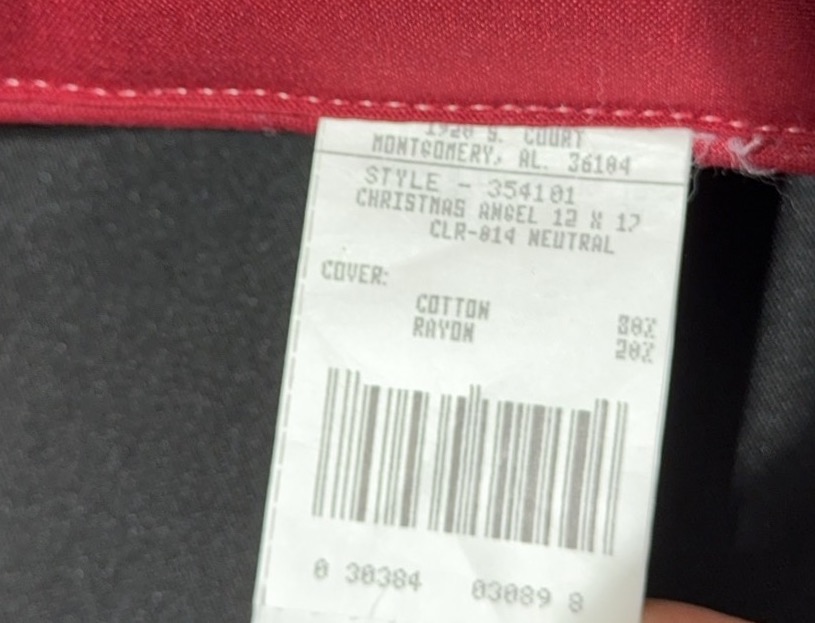 1920 S. COURT
MONTGOMERY, AL. 36104
STYLE - 354101
CHRISTMAS ANGEL 12 X 17
CLR-014 NEUTRAL
COVER:
COTTON 80%
RAYON 20%
0 30384 03089 8